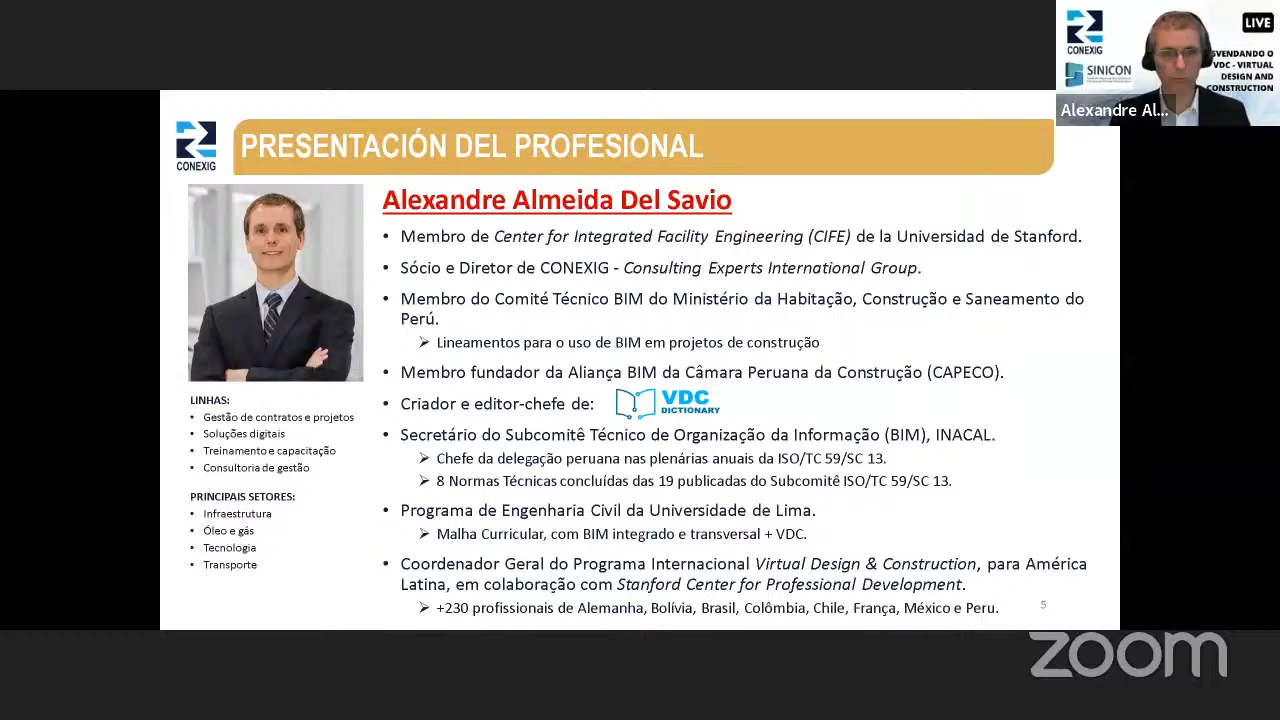 CONEXIG
SINICON
LIVE
SVENDANDO O
VDC - VIRTUAL
DESIGN AND
CONSTRUCTION
Alexandre Al...
CONEXIG
PRESENTACIÓN DEL PROFESIONAL
Alexandre Almeida Del Savio
• Membro de Center for Integrated Facility Engineering (CIFE) de la Universidad de Stanford.
• Sócio e Diretor de CONEXIG - Consulting Experts International Group.
• Membro do Comité Técnico BIM do Ministério da Habitação, Construção e Saneamento do
Perú.
➢ Lineamentos para o uso de BIM em projetos de construção
• Membro fundador da Aliança BIM da Câmara Peruana da Construção (CAPECO).
• Criador e editor-chefe de:
VDC
DICTIONARY
• Secretário do Subcomitê Técnico de Organização da Informação (BIM), INACAL.
➢ Chefe da delegação peruana nas plenárias anuais da ISO/TC 59/SC 13.
➢ 8 Normas Técnicas concluídas das 19 publicadas do Subcomitê ISO/TC 59/SC 13.
• Programa de Engenharia Civil da Universidade de Lima.
➢ Malha Curricular, com BIM integrado e transversal + VDC.
• Coordenador Geral do Programa Internacional Virtual Design & Construction, para América
Latina, em colaboração com Stanford Center for Professional Development.
➢ +230 profissionais de Alemanha, Bolívia, Brasil, Colômbia, Chile, França, México e Peru.
LINHAS:
• Gestão de contratos e projetos
• Soluções digitais
• Treinamento e capacitação
• Consultoria de gestão
PRINCIPAIS SETORES:
• Infraestrutura
• Óleo e gás
• Tecnologia
• Transporte
5
zoom